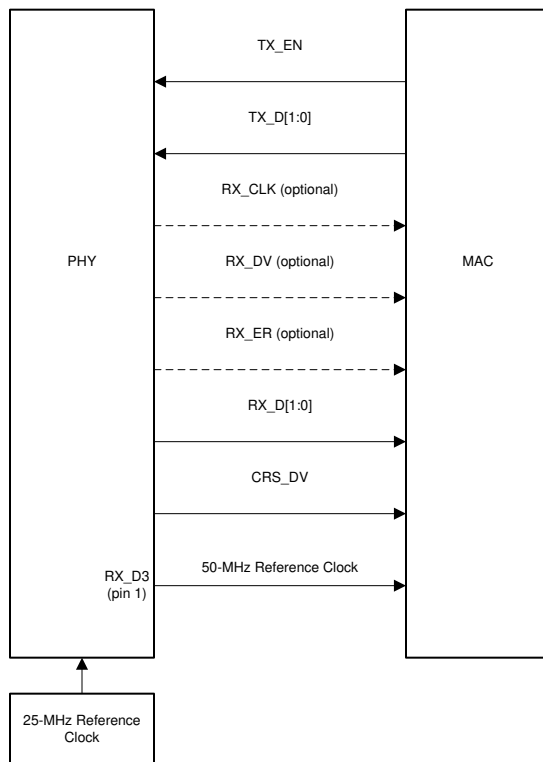 TX_EN
TX_D[1:0]
RX_CLK (optional)
PHY
RX_DV (optional)
MAC
RX_ER (optional)
RX_D[1:0]
CRS_DV
RX_D3
(pin 1)
50-MHz Reference Clock
25-MHz Reference
Clock